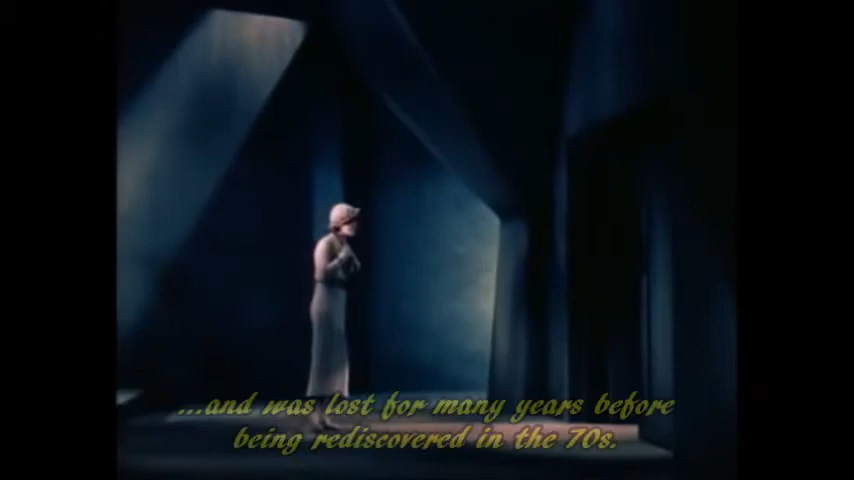 ...and was lost for many years before
being rediscovered in the 70s.